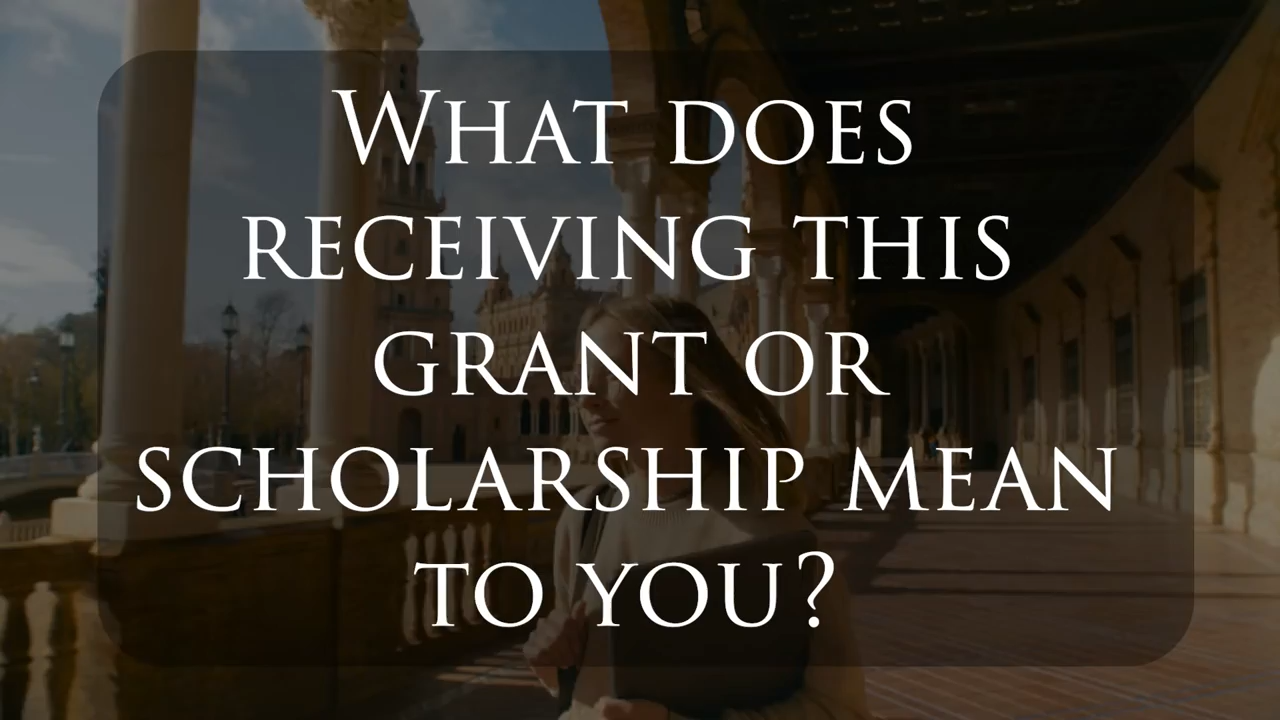 What does
receiving this
grant or
scholarship mean
to you?